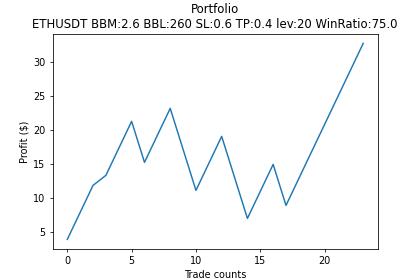 Portfolio
ETHUSDT BBM:2.6 BBL:260 SL:0.6 TP:0.4 lev:20 WinRatio:75.0
30
25
20
15
10
5
Profit ($)
0 5 10 15 20
Trade counts